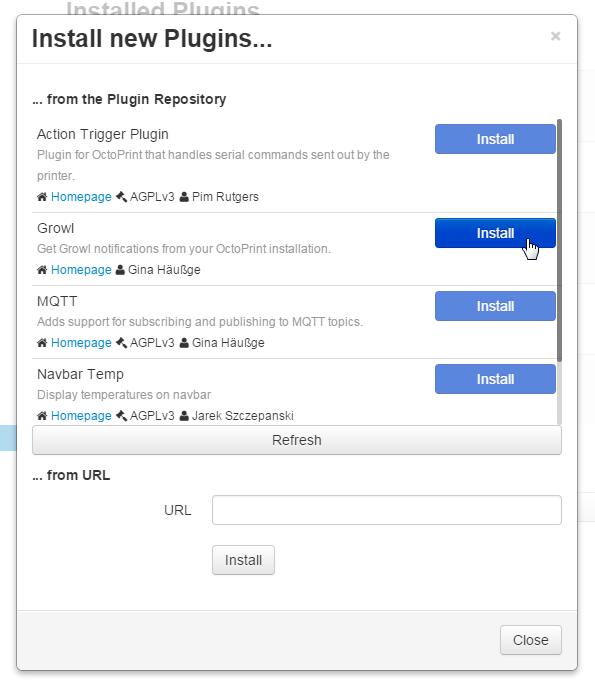 Installed Plugins
Install new Plugins...
×
... from the Plugin Repository
Action Trigger Plugin
Install
Plugin for OctoPrint that handles serial commands sent out by the
printer.
Homepage AGPLv3 Pim Rutgers
Growl
Install
Get Growl notifications from your OctoPrint installation.
Homepage Gina Häußge
MQTT
Install
Adds support for subscribing and publishing to MQTT topics.
Homepage AGPLv3 Gina Häußge
Navbar Temp
Install
Display temperatures on navbar
Homepage AGPLv3 Jarek Szczepanski
Refresh
... from URL
URL
Install
Close